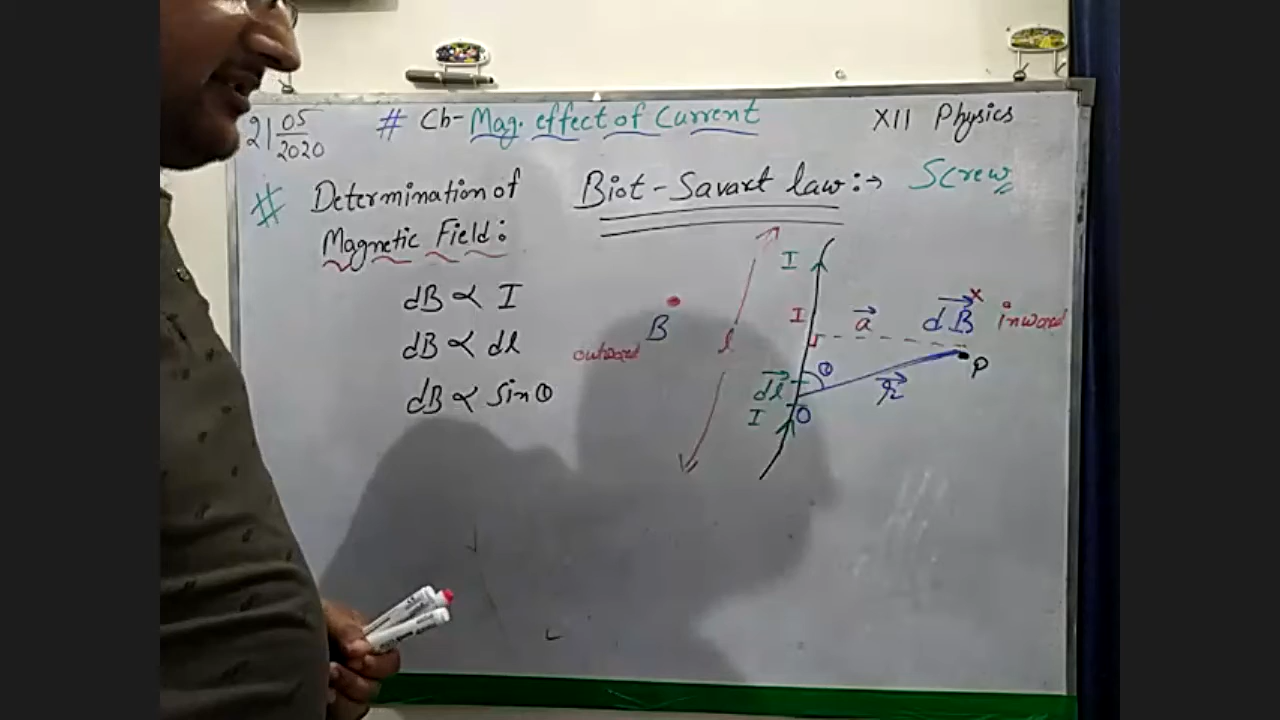 21 05/2020
# Ch- Mag. effect of Current
XII Physics
# Determination of
Magnetic Field:
Biot-Savart law:→
Screw
dB ∝ I
dB ∝ dl
dB ∝ Sinθ
B
outward
l
I
I
a
dB x inward
P
θ
dl
r
I
O